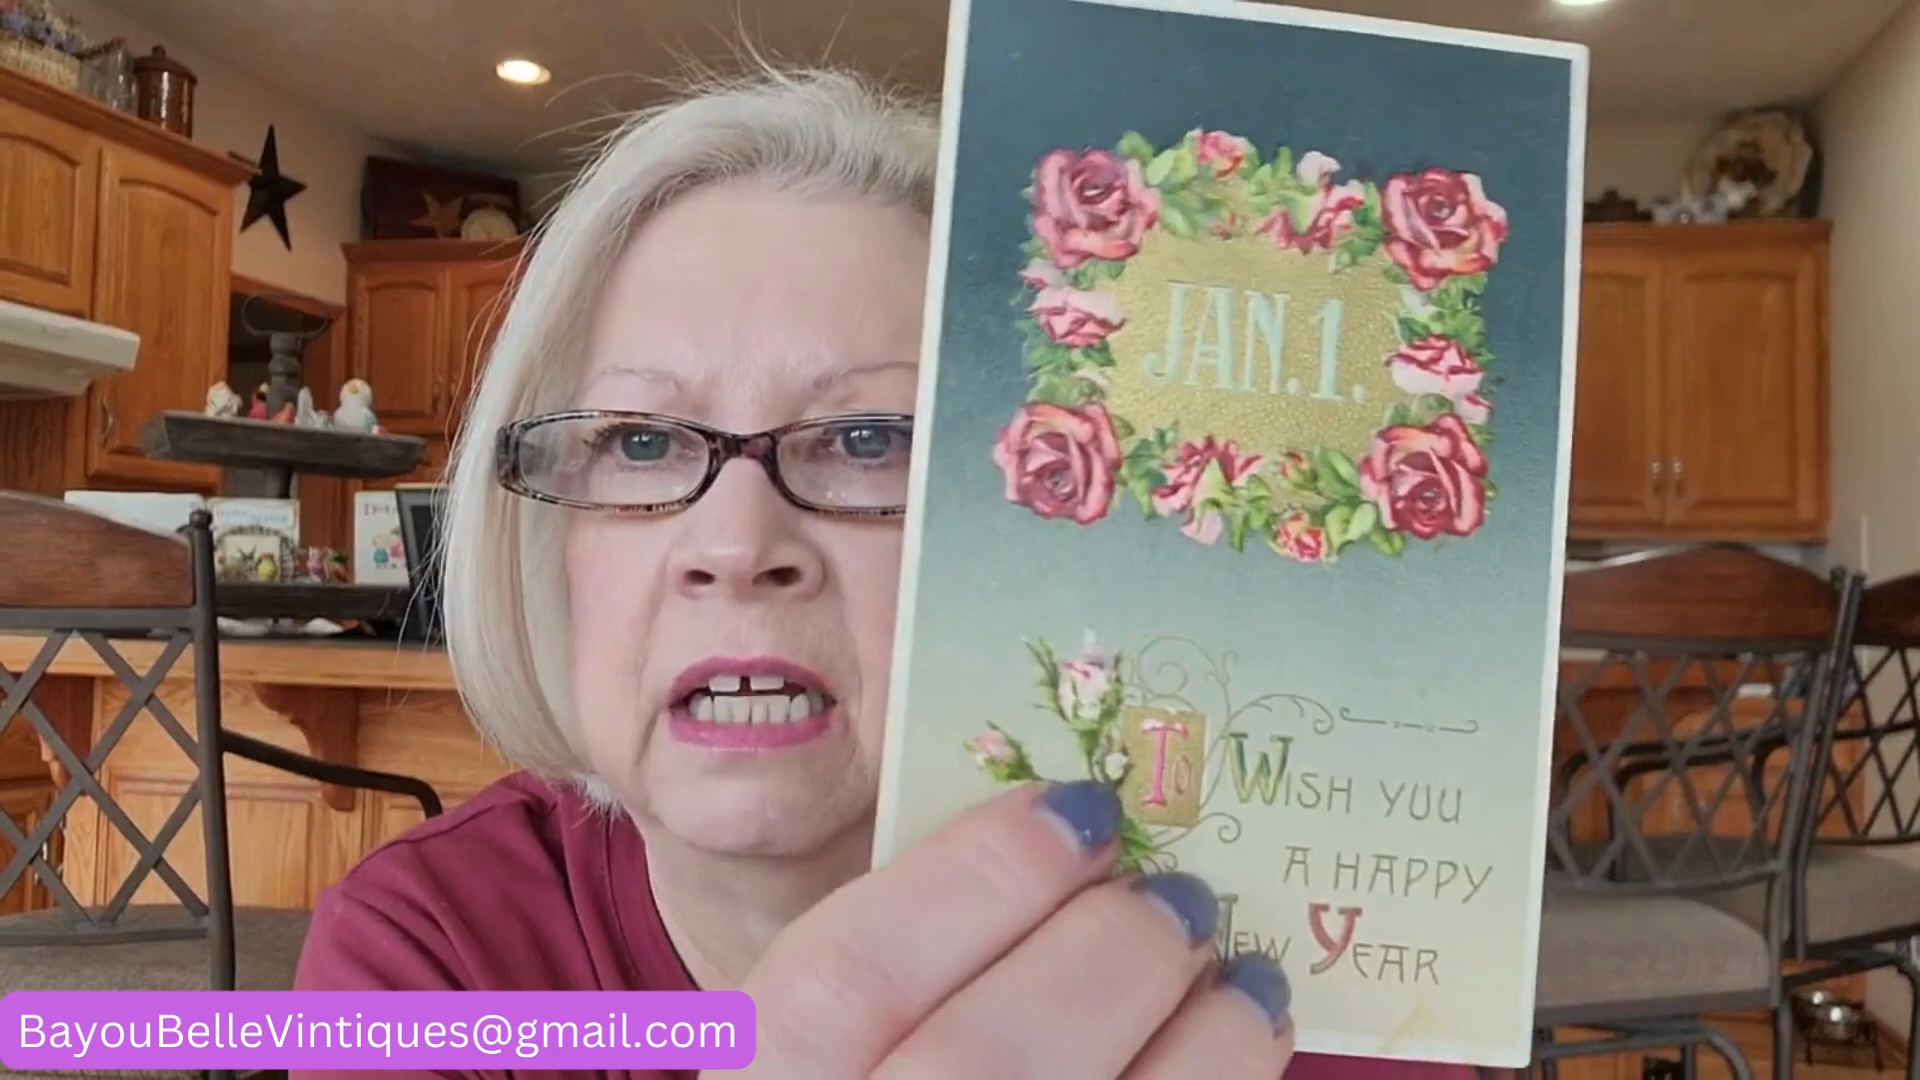 JAN.1.
To WISH YOU
A HAPPY
NEW YEAR
BayouBelleVintiques@gmail.com